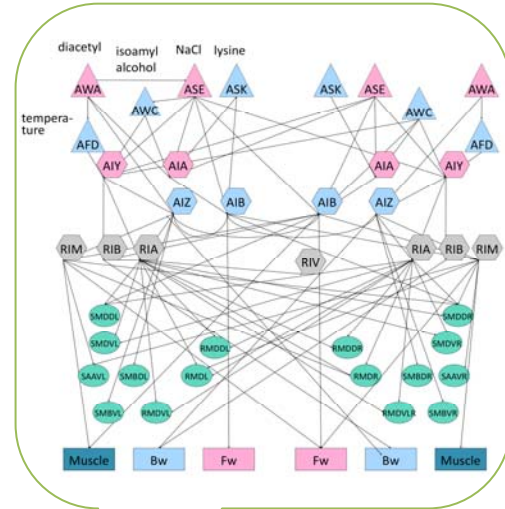 diacetyl
isoamyl
alcohol
NaCl
lysine
AWA
ASE
ASK
ASK
ASE
AWA
AWC
AWC
tempera-
ture
AFD
AFD
AIY
AIA
AIA
AIY
AIZ
AIB
AIB
AIZ
RIM
RIB
RIA
RIV
RIA
RIB
RIM
SMDDL
SMDDR
SMDVL
RMDDL
RMDDR
SMDVR
SAAVL
SMBDL
RMDL
RMDR
SMBDR
SAAVR
SMBVL
RMDVL
RMDVLR
SMBVR
Muscle
Bw
Fw
Fw
Bw
Muscle